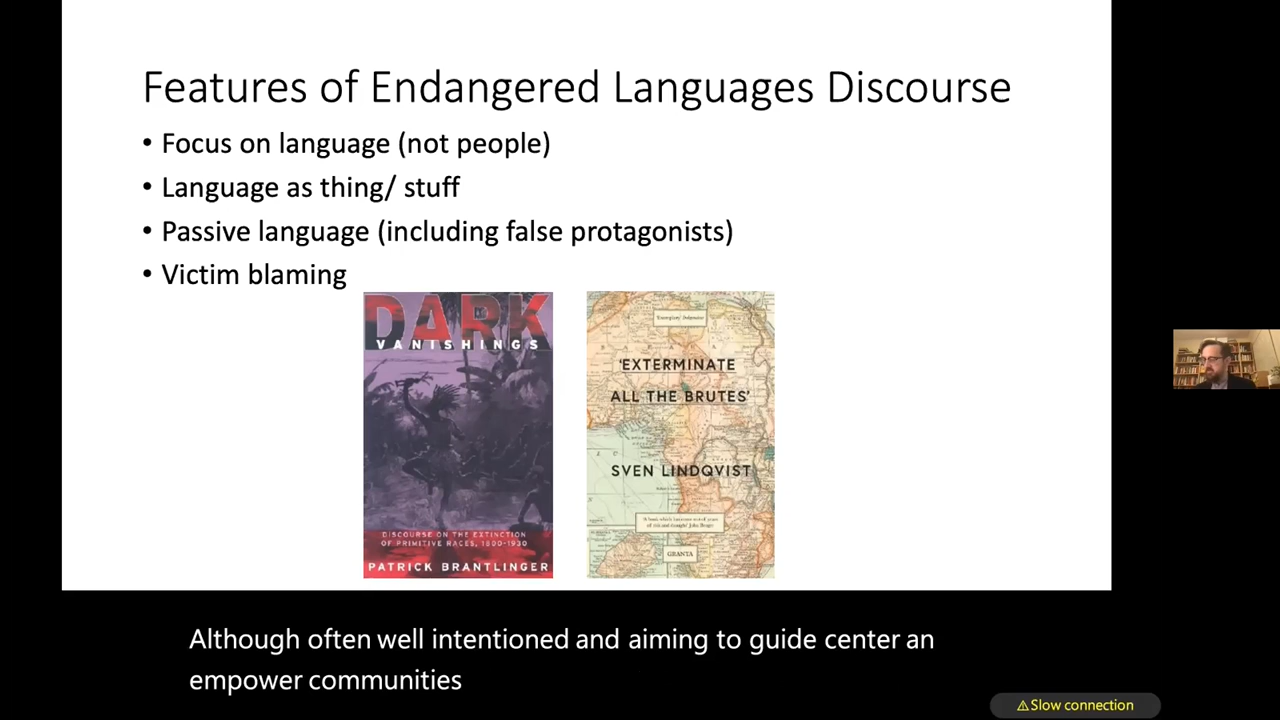 Features of Endangered Languages Discourse
• Focus on language (not people)
• Language as thing/ stuff
• Passive language (including false protagonists)
• Victim blaming
DARK
VANISHINGS
DISCOURSE ON THE EXTINCTION
OF PRIMITIVE RACES, 1800-1930
PATRICK BRANTLINGER
'EXTERMINATE
ALL THE BRUTES'
SVEN LINDQVIST
GRANTA
Although often well intentioned and aiming to guide center an
empower communities
⚠Slow connection